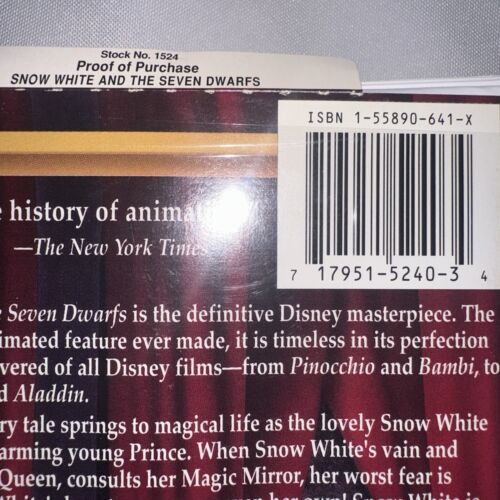 Stock No. 1524
Proof of Purchase
SNOW WHITE AND THE SEVEN DWARFS
ISBN 1-55890-641-X
7 17951-5240-3 4
history of animat
—The New York Times
Seven Dwarfs is the definitive Disney masterpiece. The
imated feature ever made, it is timeless in its perfection
vered of all Disney films—from Pinocchio and Bambi, to
d Aladdin.
ry tale springs to magical life as the lovely Snow White
arming young Prince. When Snow White's vain and
Queen, consults her Magic Mirror, her worst fear is